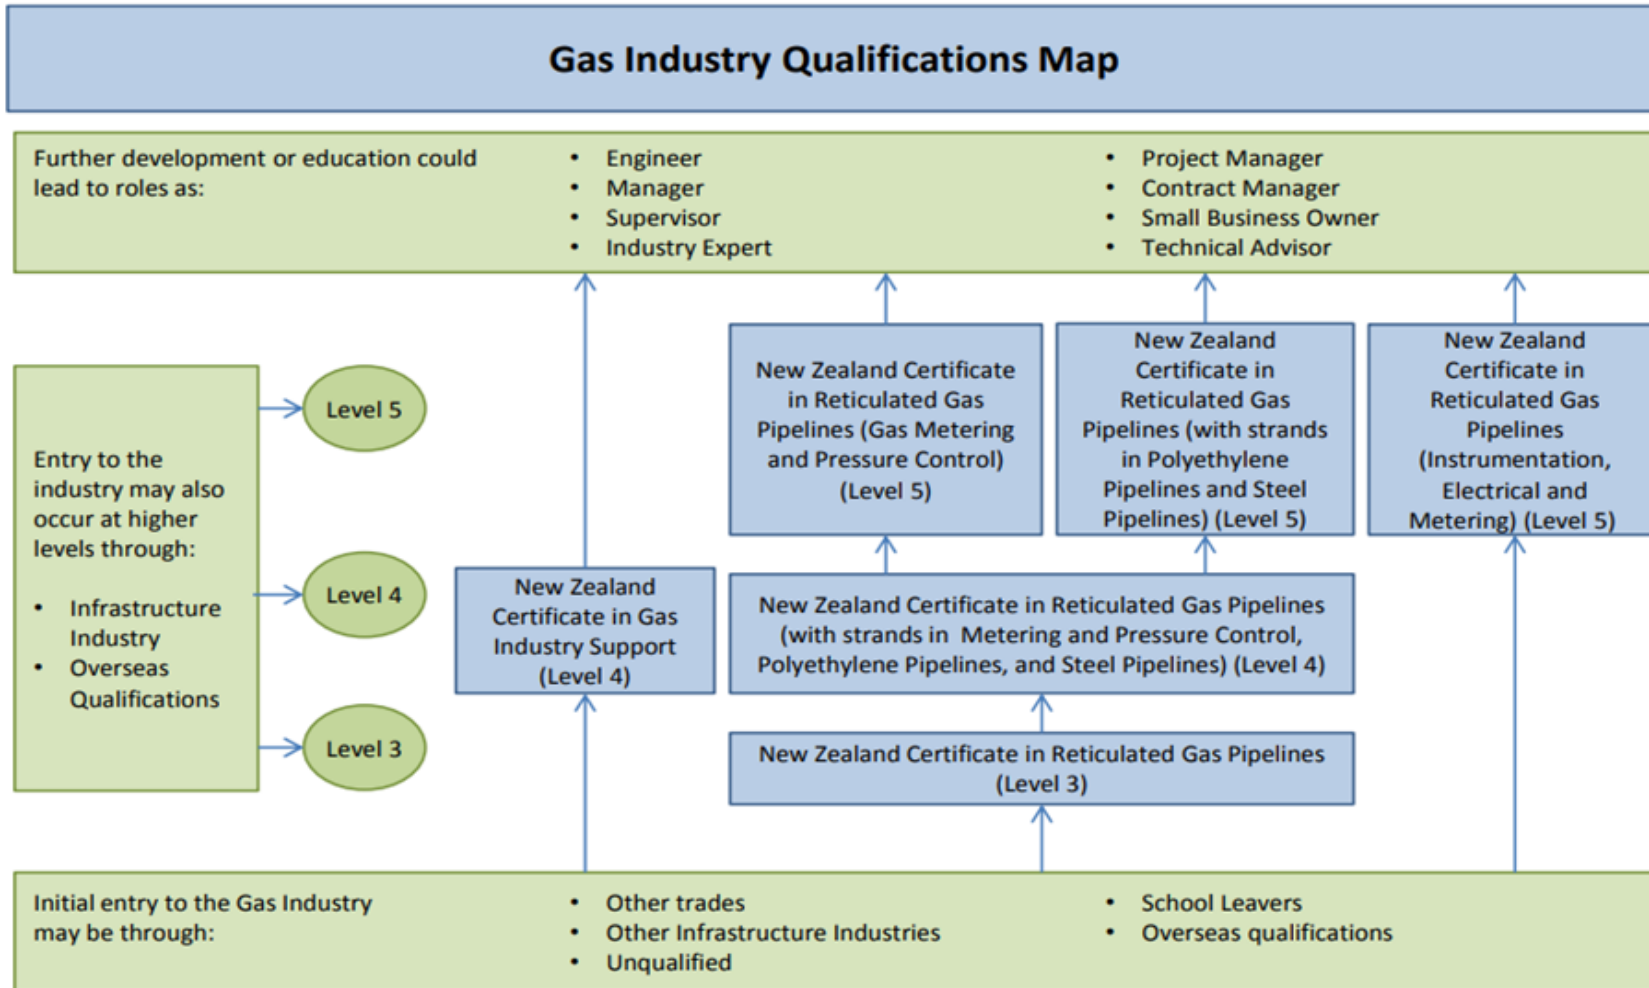 Gas Industry Qualifications Map
Further development or education could
lead to roles as:
• Engineer
• Manager
• Supervisor
• Industry Expert
• Project Manager
• Contract Manager
• Small Business Owner
• Technical Advisor
Entry to the
industry may also
occur at higher
levels through:
• Infrastructure
Industry
• Overseas
Qualifications
Level 5
Level 4
Level 3
New Zealand
Certificate in Gas
Industry Support
(Level 4)
New Zealand Certificate
in Reticulated Gas
Pipelines (Gas Metering
and Pressure Control)
(Level 5)
New Zealand
Certificate in
Reticulated Gas
Pipelines (with strands
in Polyethylene
Pipelines and Steel
Pipelines) (Level 5)
New Zealand
Certificate in
Reticulated Gas
Pipelines
(Instrumentation,
Electrical and
Metering) (Level 5)
New Zealand Certificate in Reticulated Gas Pipelines
(with strands in Metering and Pressure Control,
Polyethylene Pipelines, and Steel Pipelines) (Level 4)
New Zealand Certificate in Reticulated Gas Pipelines
(Level 3)
Initial entry to the Gas Industry
may be through:
• Other trades
• Other Infrastructure Industries
• Unqualified
• School Leavers
• Overseas qualifications